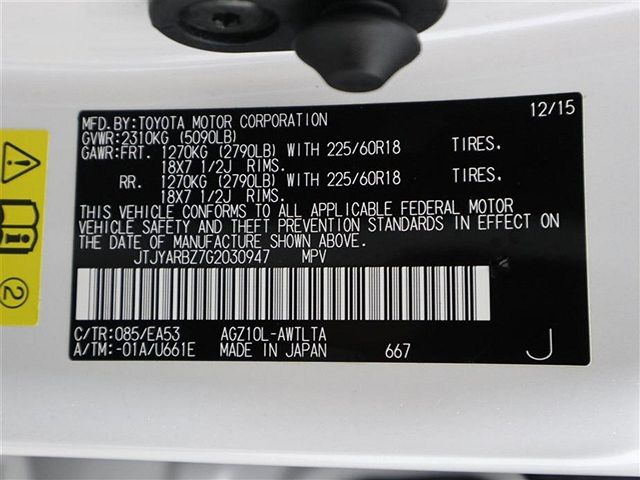 MFD.BY:TOYOTA MOTOR CORPORATION 12/15
GVWR:2310KG (5090LB)
GAWR:FRT. 1270KG (2790LB) WITH 225/60R18 TIRES.
18X7 1/2J RIMS.
RR. 1270KG (2790LB) WITH 225/60R18 TIRES.
18X7 1/2J RIMS.
THIS VEHICLE CONFORMS TO ALL APPLICABLE FEDERAL MOTOR
VEHICLE SAFETY AND THEFT PREVENTION STANDARDS IN EFFECT ON
THE DATE OF MANUFACTURE SHOWN ABOVE.
JTJYARBZ7G2030947 MPV
C/TR:085/EA53 AGZ10L-AWTLTA
A/TM:-01A/U661E MADE IN JAPAN 667 J
2